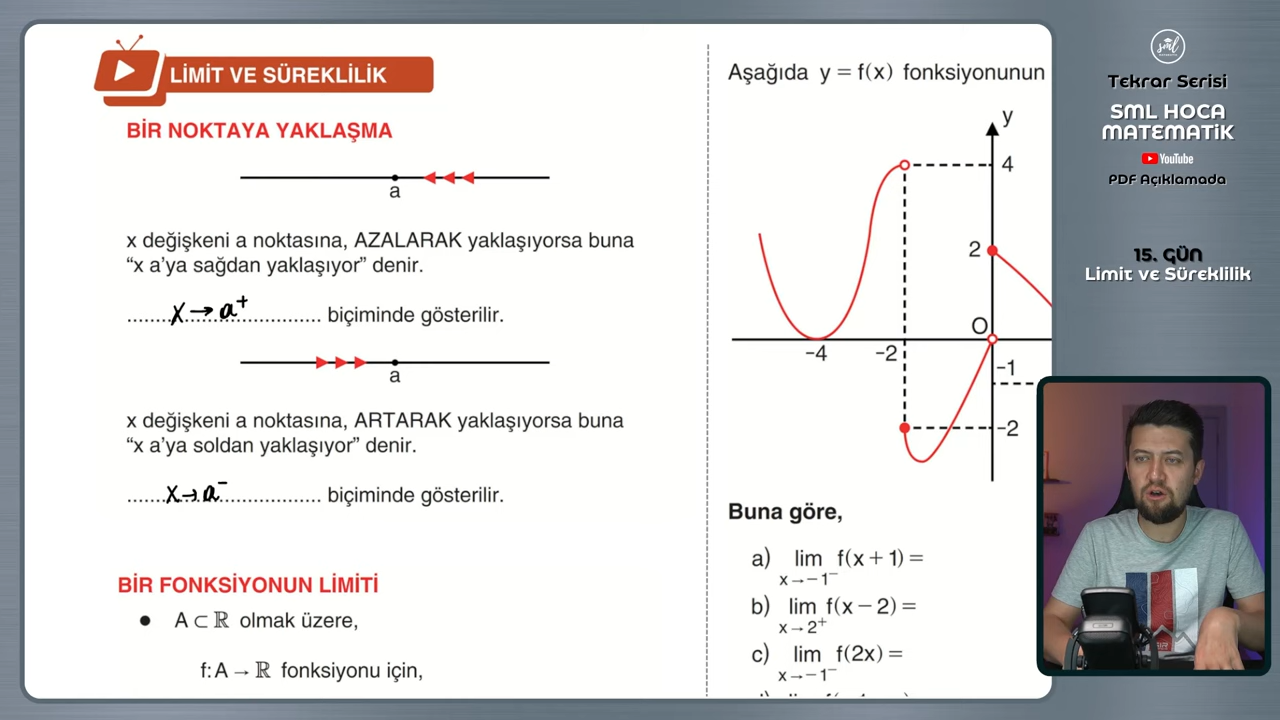 LİMİT VE SÜREKLİLİK
BİR NOKTAYA YAKLAŞMA
a
x değişkeni a noktasına, AZALARAK yaklaşıyorsa buna
“x a’ya sağdan yaklaşıyor” denir.
x → a⁺ biçiminde gösterilir.
a
x değişkeni a noktasına, ARTARAK yaklaşıyorsa buna
“x a’ya soldan yaklaşıyor” denir.
x → a⁻ biçiminde gösterilir.
BİR FONKSİYONUN LİMİTİ
● A ⊂ ℝ olmak üzere,
f: A → ℝ fonksiyonu için,
Aşağıda y = f(x) fonksiyonunun
y
4
2
O
-4
-2
-1
-2
Buna göre,
a) lim f(x + 1) =
x → -1⁻
b) lim f(x − 2) =
x → 2⁺
c) lim f(2x) =
x → -1⁻
sml
Tekrar Serisi
SML HOCA
MATEMATİK
YouTube
PDF Açıklamada
15. GÜN
Limit ve Süreklilik